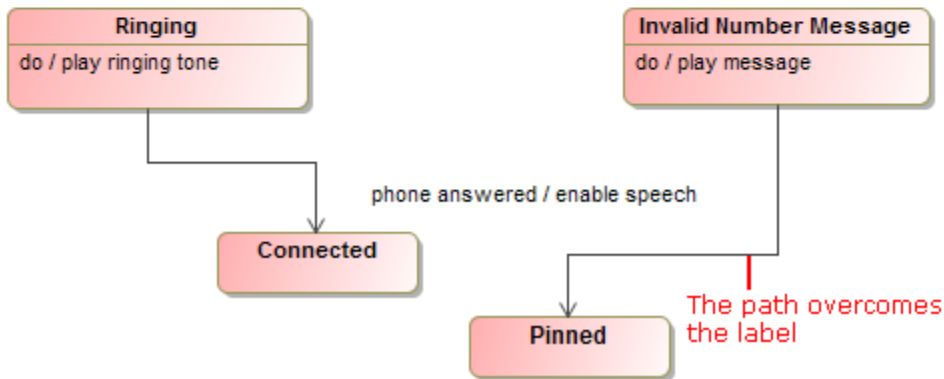 Ringing
do / play ringing tone
Invalid Number Message
do / play message
phone answered / enable speech
Connected
The path overcomes
the label
Pinned